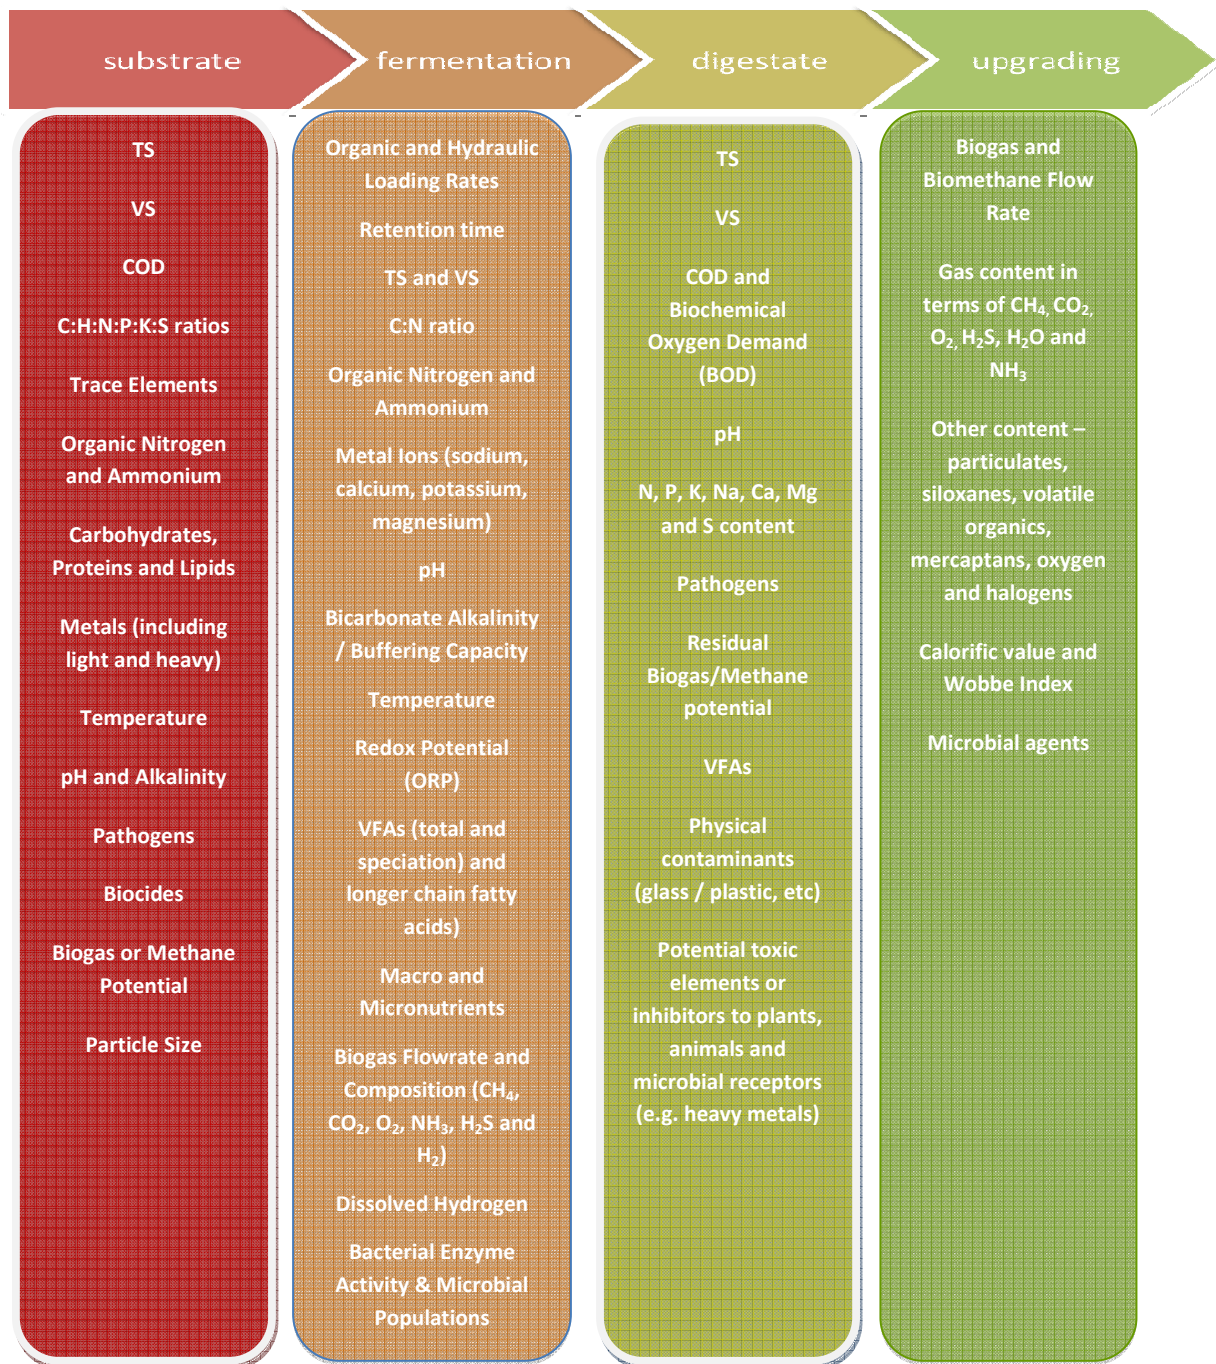 substrate
fermentation
digestate
upgrading
TS
VS
COD
C:H:N:P:K:S ratios
Trace Elements
Organic Nitrogen
and Ammonium
Carbohydrates,
Proteins and Lipids
Metals (including
light and heavy)
Temperature
pH and Alkalinity
Pathogens
Biocides
Biogas or Methane
Potential
Particle Size
Organic and Hydraulic
Loading Rates
Retention time
TS and VS
C:N ratio
Organic Nitrogen and
Ammonium
Metal Ions (sodium,
calcium, potassium,
magnesium)
pH
Bicarbonate Alkalinity
/ Buffering Capacity
Temperature
Redox Potential
(ORP)
VFAs (total and
speciation) and
longer chain fatty
acids)
Macro and
Micronutrients
Biogas Flowrate and
Composition (CH₄,
CO₂, O₂, NH₃, H₂S and
H₂)
Dissolved Hydrogen
Bacterial Enzyme
Activity & Microbial
Populations
TS
VS
COD and
Biochemical
Oxygen Demand
(BOD)
pH
N, P, K, Na, Ca, Mg
and S content
Pathogens
Residual
Biogas/Methane
potential
VFAs
Physical
contaminants
(glass / plastic, etc)
Potential toxic
elements or
inhibitors to plants,
animals and
microbial receptors
(e.g. heavy metals)
Biogas and
Biomethane Flow
Rate
Gas content in
terms of CH₄, CO₂,
O₂, H₂S, H₂O and
NH₃
Other content –
particulates,
siloxanes, volatile
organics,
mercaptans, oxygen
and halogens
Calorific value and
Wobbe Index
Microbial agents